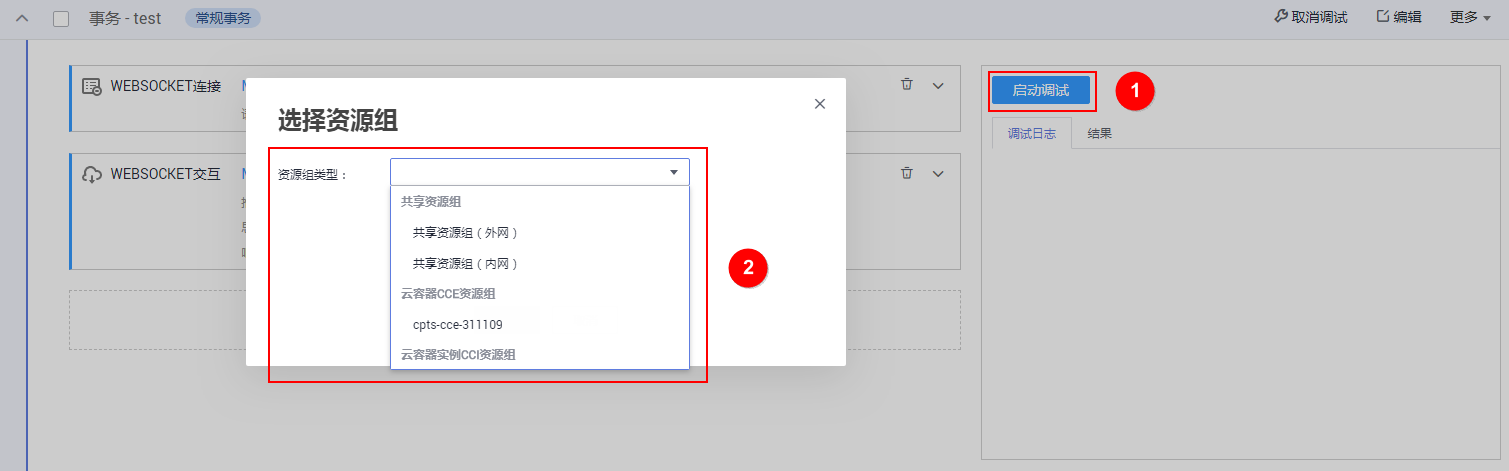 事务 - test 常规事务 取消调试 编辑 更多
WEBSOCKET连接
启动调试 1
调试日志 结果
WEBSOCKET交互
选择资源组
资源组类型：
共享资源组
共享资源组（外网）
共享资源组（内网）
云容器CCE资源组
cpts-cce-311109
云容器实例CCI资源组
2